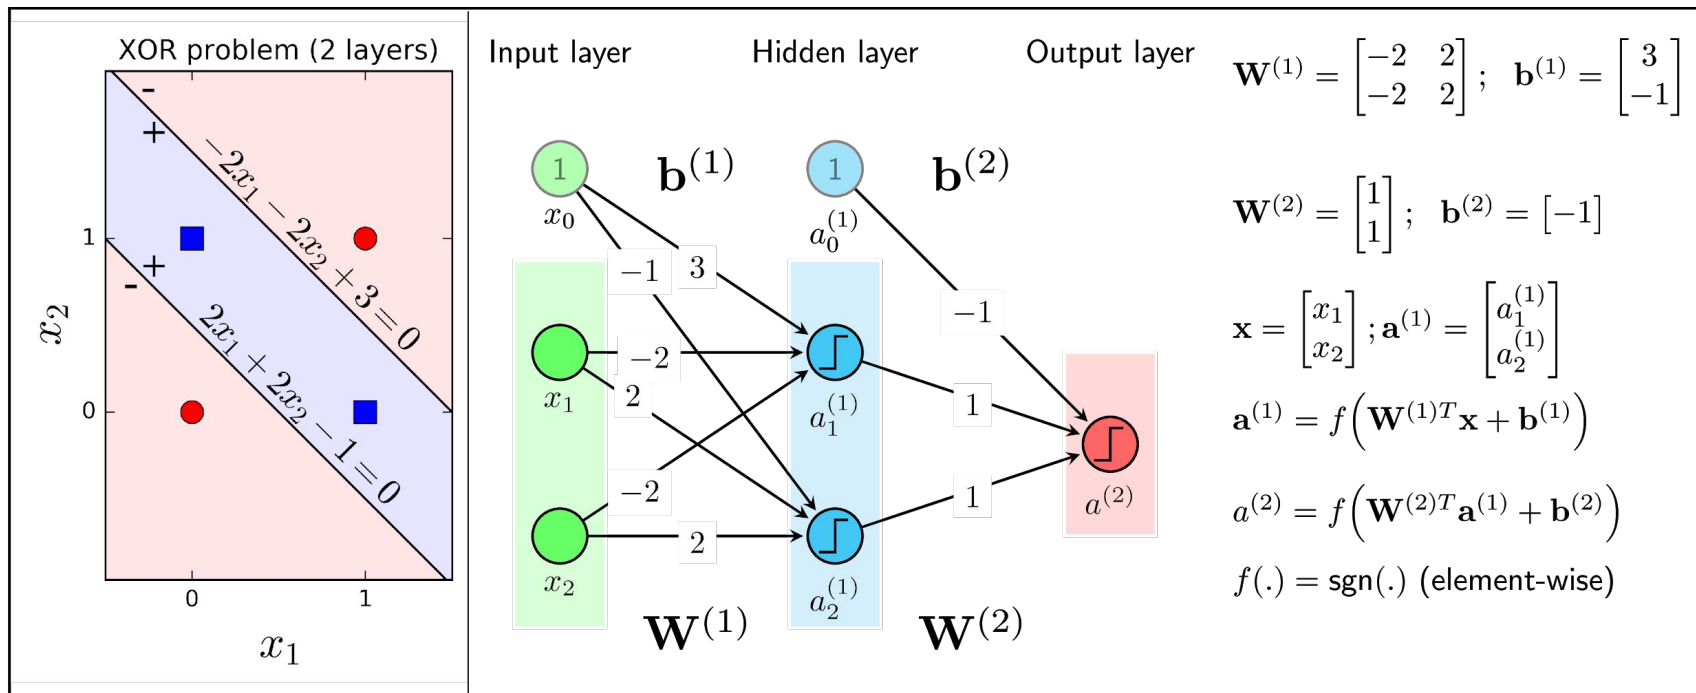 XOR problem (2 layers)
-
+
−2x₁ − 2x₂ + 3 = 0
1
+
-
2x₁ + 2x₂ − 1 = 0
x₂
0
0 1
x₁
Input layer Hidden layer Output layer
1 b⁽¹⁾ 1 b⁽²⁾
x₀ a₀⁽¹⁾
−1 3
−1
−2
x₁ 2 a₁⁽¹⁾ 1
−2 1 a⁽²⁾
2
x₂ a₂⁽¹⁾
W⁽¹⁾ W⁽²⁾
W⁽¹⁾ = [−2 2; −2 2] ; b⁽¹⁾ = [3; −1]
W⁽²⁾ = [1; 1] ; b⁽²⁾ = [−1]
x = [x₁; x₂] ; a⁽¹⁾ = [a₁⁽¹⁾; a₂⁽¹⁾]
a⁽¹⁾ = f(W⁽¹⁾ᵀx + b⁽¹⁾)
a⁽²⁾ = f(W⁽²⁾ᵀa⁽¹⁾ + b⁽²⁾)
f(.) = sgn(.) (element-wise)